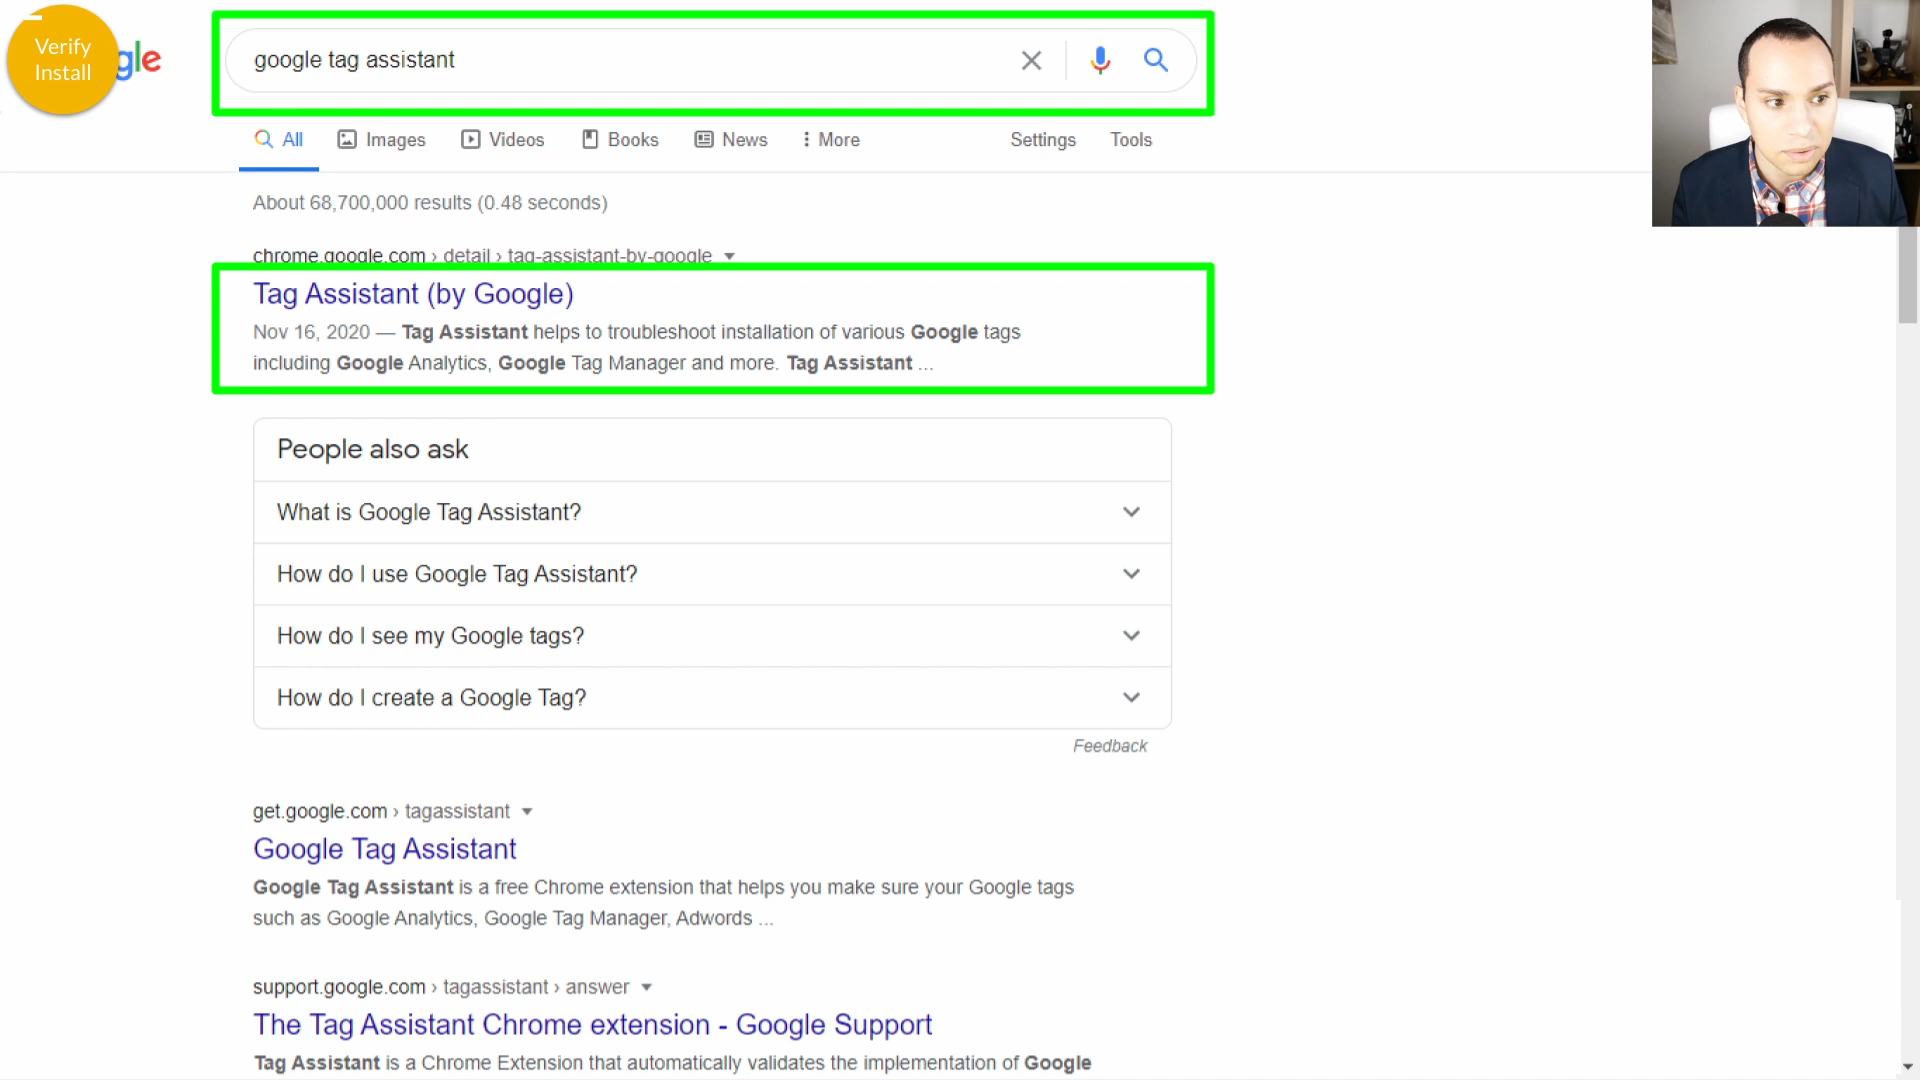 Verify
Install
gle
google tag assistant
All
Images
Videos
Books
News
More
Settings
Tools
About 68,700,000 results (0.48 seconds)
chrome.google.com › detail › tag-assistant-by-google
Tag Assistant (by Google)
Nov 16, 2020 — Tag Assistant helps to troubleshoot installation of various Google tags
including Google Analytics, Google Tag Manager and more. Tag Assistant ...
People also ask
What is Google Tag Assistant?
How do I use Google Tag Assistant?
How do I see my Google tags?
How do I create a Google Tag?
Feedback
get.google.com › tagassistant
Google Tag Assistant
Google Tag Assistant is a free Chrome extension that helps you make sure your Google tags
such as Google Analytics, Google Tag Manager, Adwords ...
support.google.com › tagassistant › answer
The Tag Assistant Chrome extension - Google Support
Tag Assistant is a Chrome Extension that automatically validates the implementation of Google